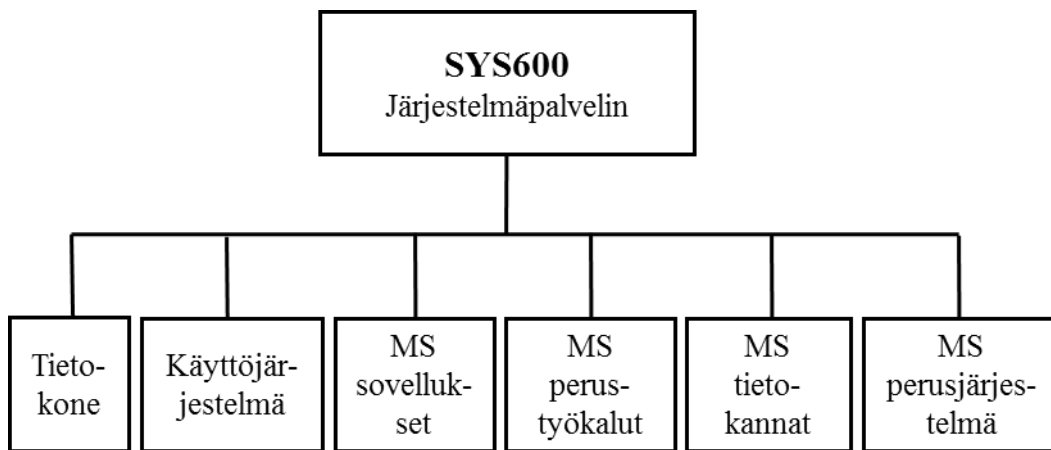 SYS600
Järjestelmäpalvelin
Tieto-
kone
Käyttöjär-
jestelmä
MS
sovelluk-
set
MS
perus-
työkalut
MS
tieto-
kannat
MS
perusjärjes-
telmä